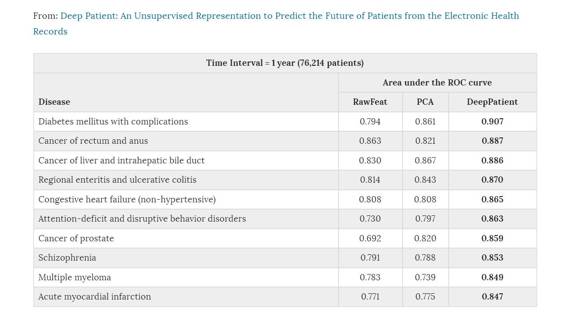 From: Deep Patient: An Unsupervised Representation to Predict the Future of Patients from the Electronic Health
Records
Time Interval = 1 year (76,214 patients)
Area under the ROC curve
Disease RawFeat PCA DeepPatient
Diabetes mellitus with complications 0.794 0.861 0.907
Cancer of rectum and anus 0.863 0.821 0.887
Cancer of liver and intrahepatic bile duct 0.830 0.867 0.886
Regional enteritis and ulcerative colitis 0.814 0.843 0.870
Congestive heart failure (non-hypertensive) 0.808 0.808 0.865
Attention-deficit and disruptive behavior disorders 0.730 0.797 0.863
Cancer of prostate 0.692 0.820 0.859
Schizophrenia 0.791 0.788 0.853
Multiple myeloma 0.783 0.739 0.849
Acute myocardial infarction 0.771 0.775 0.847